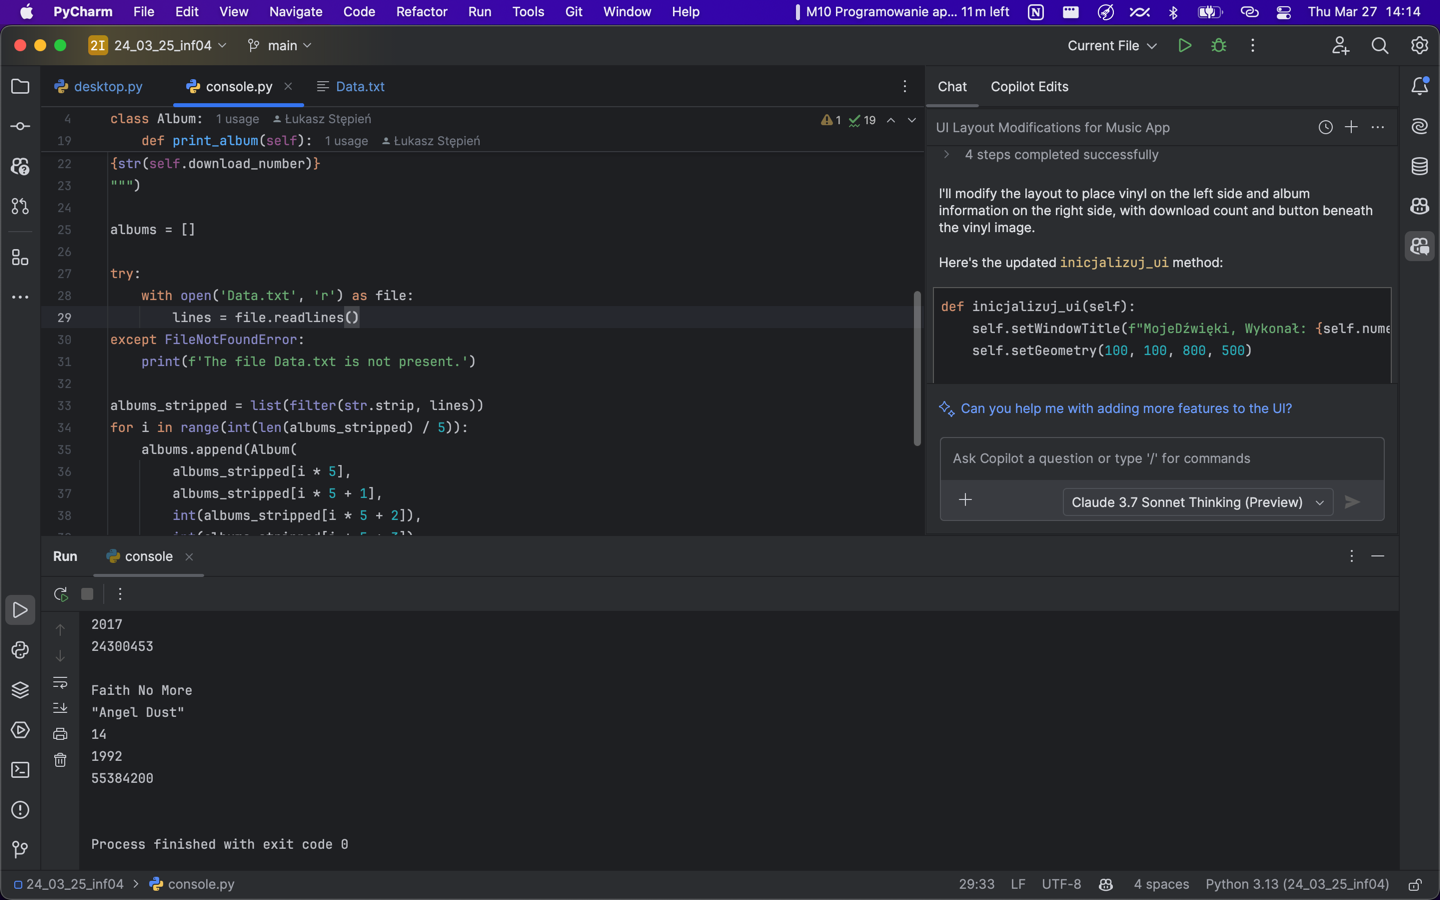 PyCharm File Edit View Navigate Code Refactor Run Tools Git Window Help M10 Programowanie ap... 11 m left Thu Mar 27 14:14
2I 24_03_25_inf04 main Current File
desktop.py console.py Data.txt
4 class Album: 1 usage Łukasz Stępień 1 19
19 def print_album(self): 1 usage Łukasz Stępień
22 {str(self.download_number)}
23 """)
24
25 albums = []
26
27 try:
28 with open('Data.txt', 'r') as file:
29 lines = file.readlines()
30 except FileNotFoundError:
31 print(f'The file Data.txt is not present.')
32
33 albums_stripped = list(filter(str.strip, lines))
34 for i in range(int(len(albums_stripped) / 5)):
35 albums.append(Album(
36 albums_stripped[i * 5],
37 albums_stripped[i * 5 + 1],
38 int(albums_stripped[i * 5 + 2]),
Chat Copilot Edits
UI Layout Modifications for Music App
4 steps completed successfully
I'll modify the layout to place vinyl on the left side and album
information on the right side, with download count and button beneath
the vinyl image.
Here's the updated inicjalizuj_ui method:
def inicjalizuj_ui(self):
self.setWindowTitle(f"MojeDźwięki, Wykonał: {self.nume
self.setGeometry(100, 100, 800, 500)
Can you help me with adding more features to the UI?
Ask Copilot a question or type '/' for commands
Claude 3.7 Sonnet Thinking (Preview)
Run console
2017
24300453
Faith No More
"Angel Dust"
14
1992
55384200
Process finished with exit code 0
24_03_25_inf04 console.py 29:33 LF UTF-8 4 spaces Python 3.13 (24_03_25_inf04)